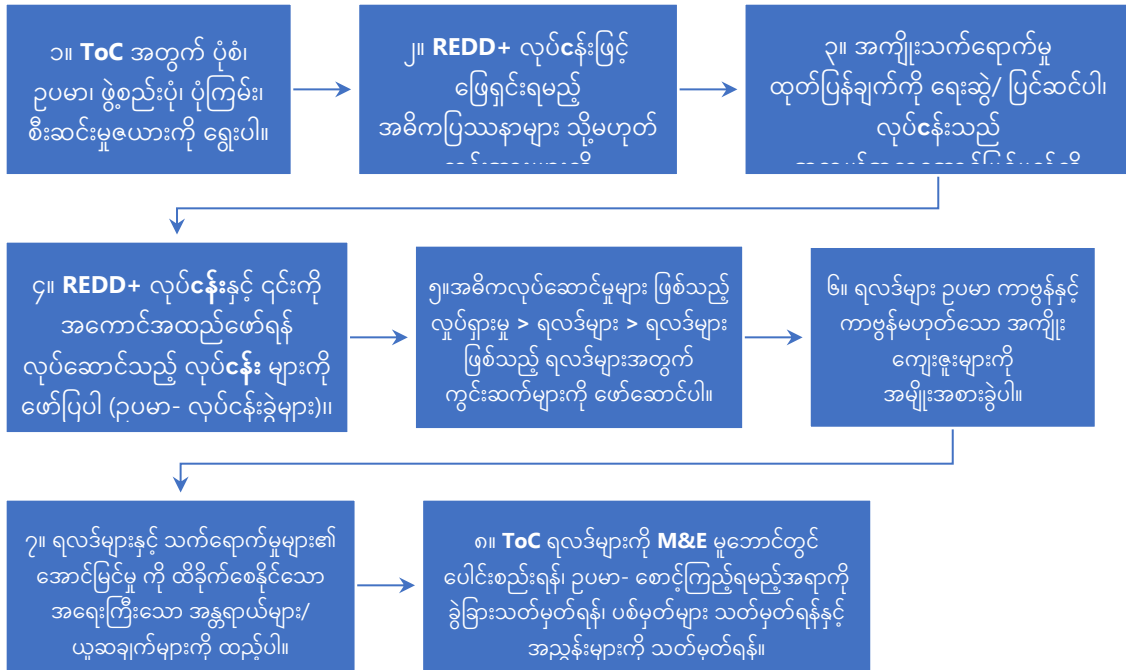 ၁။ ToC အတွက် ပုံစံ၊
ဥပမာ၊ ဖွဲ့စည်းပုံ၊ ပုံကြမ်း၊
စီးဆင်းမှုဇယားကို ရွေးပါ။
၂။ REDD+ လုပ်ငန်းဖြင့်
ဖြေရှင်းရမည့်
အဓိကပြဿနာများ သို့မဟုတ်
၃။ အကျိုးသက်ရောက်မှု
ထုတ်ပြန်ချက်ကို ရေးဆွဲ/ ပြင်ဆင်ပါ၊
လုပ်ငန်းသည်
၄။ REDD+ လုပ်ငန်းနှင့် ၎င်းကို
အကောင်အထည်ဖော်ရန်
လုပ်ဆောင်သည့် လုပ်ငန်း များကို
ဖော်ပြပါ (ဥပမာ- လုပ်ငန်းခွဲများ)။
၅။အဓိကလုပ်ဆောင်မှုများ ဖြစ်သည့်
လှုပ်ရှားမှု > ရလဒ်များ > ရလဒ်များ
ဖြစ်သည့် ရလဒ်များအတွက်
ကွင်းဆက်များကို ဖော်ဆောင်ပါ။
၆။ ရလဒ်များ ဥပမာ ကာဗွန်နှင့်
ကာဗွန်မဟုတ်သော အကျိုး
ကျေးဇူးများကို
အမျိုးအစားခွဲပါ။
၇။ ရလဒ်များနှင့် သက်ရောက်မှုများ၏
အောင်မြင်မှု ကို ထိခိုက်စေနိုင်သော
အရေးကြီးသော အန္တရာယ်များ/
ယူဆချက်များကို ထည့်ပါ။
၈။ ToC ရလဒ်များကို M&E မူဘောင်တွင်
ပေါင်းစည်းရန်၊ ဥပမာ- စောင့်ကြည့်ရမည့်အရာကို
ခွဲခြားသတ်မှတ်ရန်၊ ပစ်မှတ်များ သတ်မှတ်ရန်နှင့်
အညွှန်းများကို သတ်မှတ်ရန်။